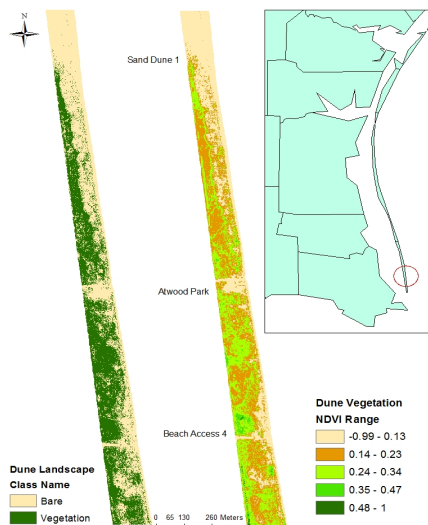 N
Sand Dune 1
Atwood Park
Beach Access 4
Dune Landscape
Class Name
Bare
Vegetation
0 65 130 260 Meters
Dune Vegetation
NDVI Range
-0.99 - 0.13
0.14 - 0.23
0.24 - 0.34
0.35 - 0.47
0.48 - 1